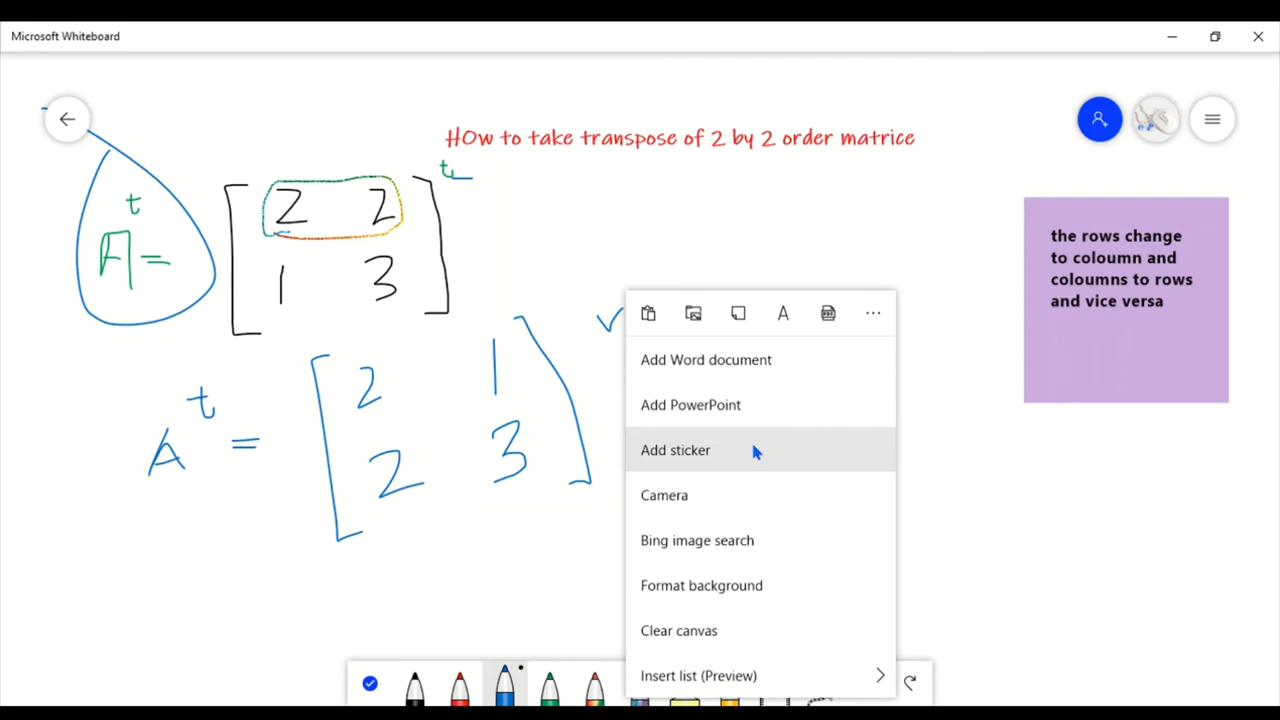 Microsoft Whiteboard
HOw to take transpose of 2 by 2 order matrice
t
t
2 2
A =
1 3
the rows change
to coloumn and
coloumns to rows
and vice versa
A
t
PDF
Add Word document
Add PowerPoint
Add sticker
Camera
Bing image search
Format background
Clear canvas
Insert list (Preview)
2 1
A =
2 3